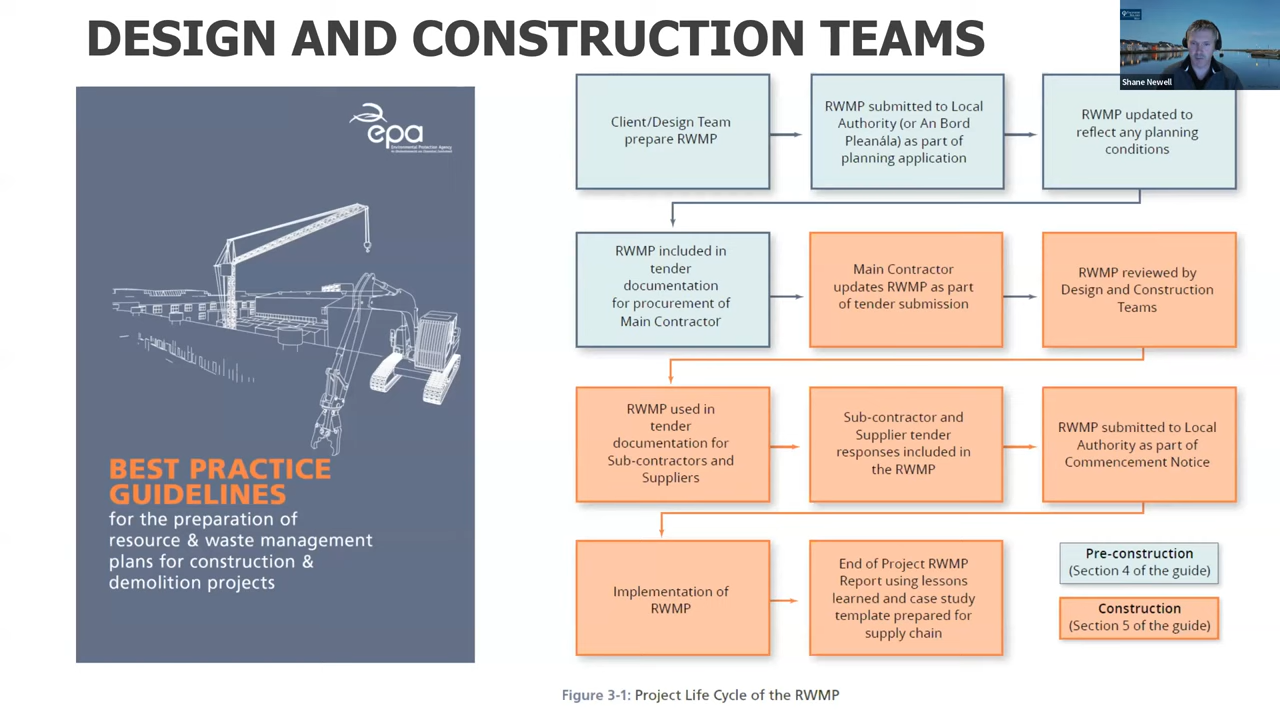 DESIGN AND CONSTRUCTION TEAMS
Shane Newell
epa
Environmental Protection Agency
BEST PRACTICE
GUIDELINES
for the preparation of
resource & waste management
plans for construction &
demolition projects
Client/Design Team
prepare RWMP
RWMP submitted to Local
Authority (or An Bord
Pleanála) as part of
planning application
RWMP updated to
reflect any planning
conditions
RWMP included in
tender
documentation
for procurement of
Main Contractor
Main Contractor
updates RWMP as part
of tender submission
RWMP reviewed by
Design and Construction
Teams
RWMP used in
tender
documentation for
Sub-contractors and
Suppliers
Sub-contractor and
Supplier tender
responses included in
the RWMP
RWMP submitted to Local
Authority as part of
Commencement Notice
Implementation of
RWMP
End of Project RWMP
Report using lessons
learned and case study
template prepared for
supply chain
Pre-construction
(Section 4 of the guide)
Construction
(Section 5 of the guide)
Figure 3-1: Project Life Cycle of the RWMP